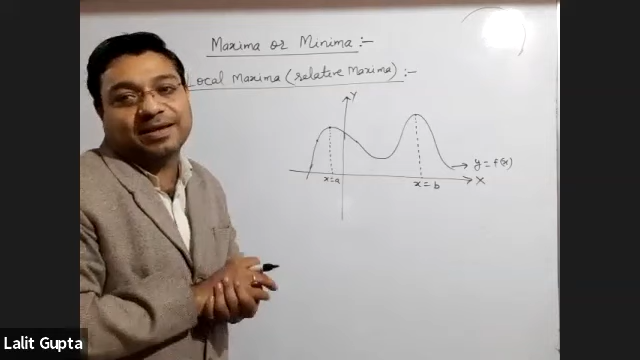 Maxima or Minima :-
Local Maxima (relative Maxima) :-
Y
y = f(x)
x=a
x = b
X
Lalit Gupta